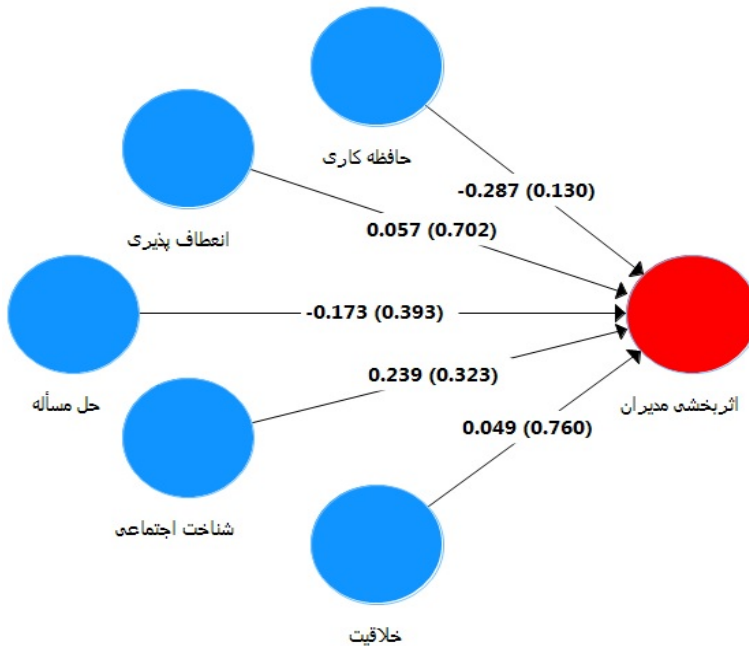 حافظه کاری
-0.287 (0.130)
انعطاف پذیری
0.057 (0.702)
-0.173 (0.393)
حل مسأله
اثربخشی مدیران
0.239 (0.323)
0.049 (0.760)
شناخت اجتماعی
خلاقیت